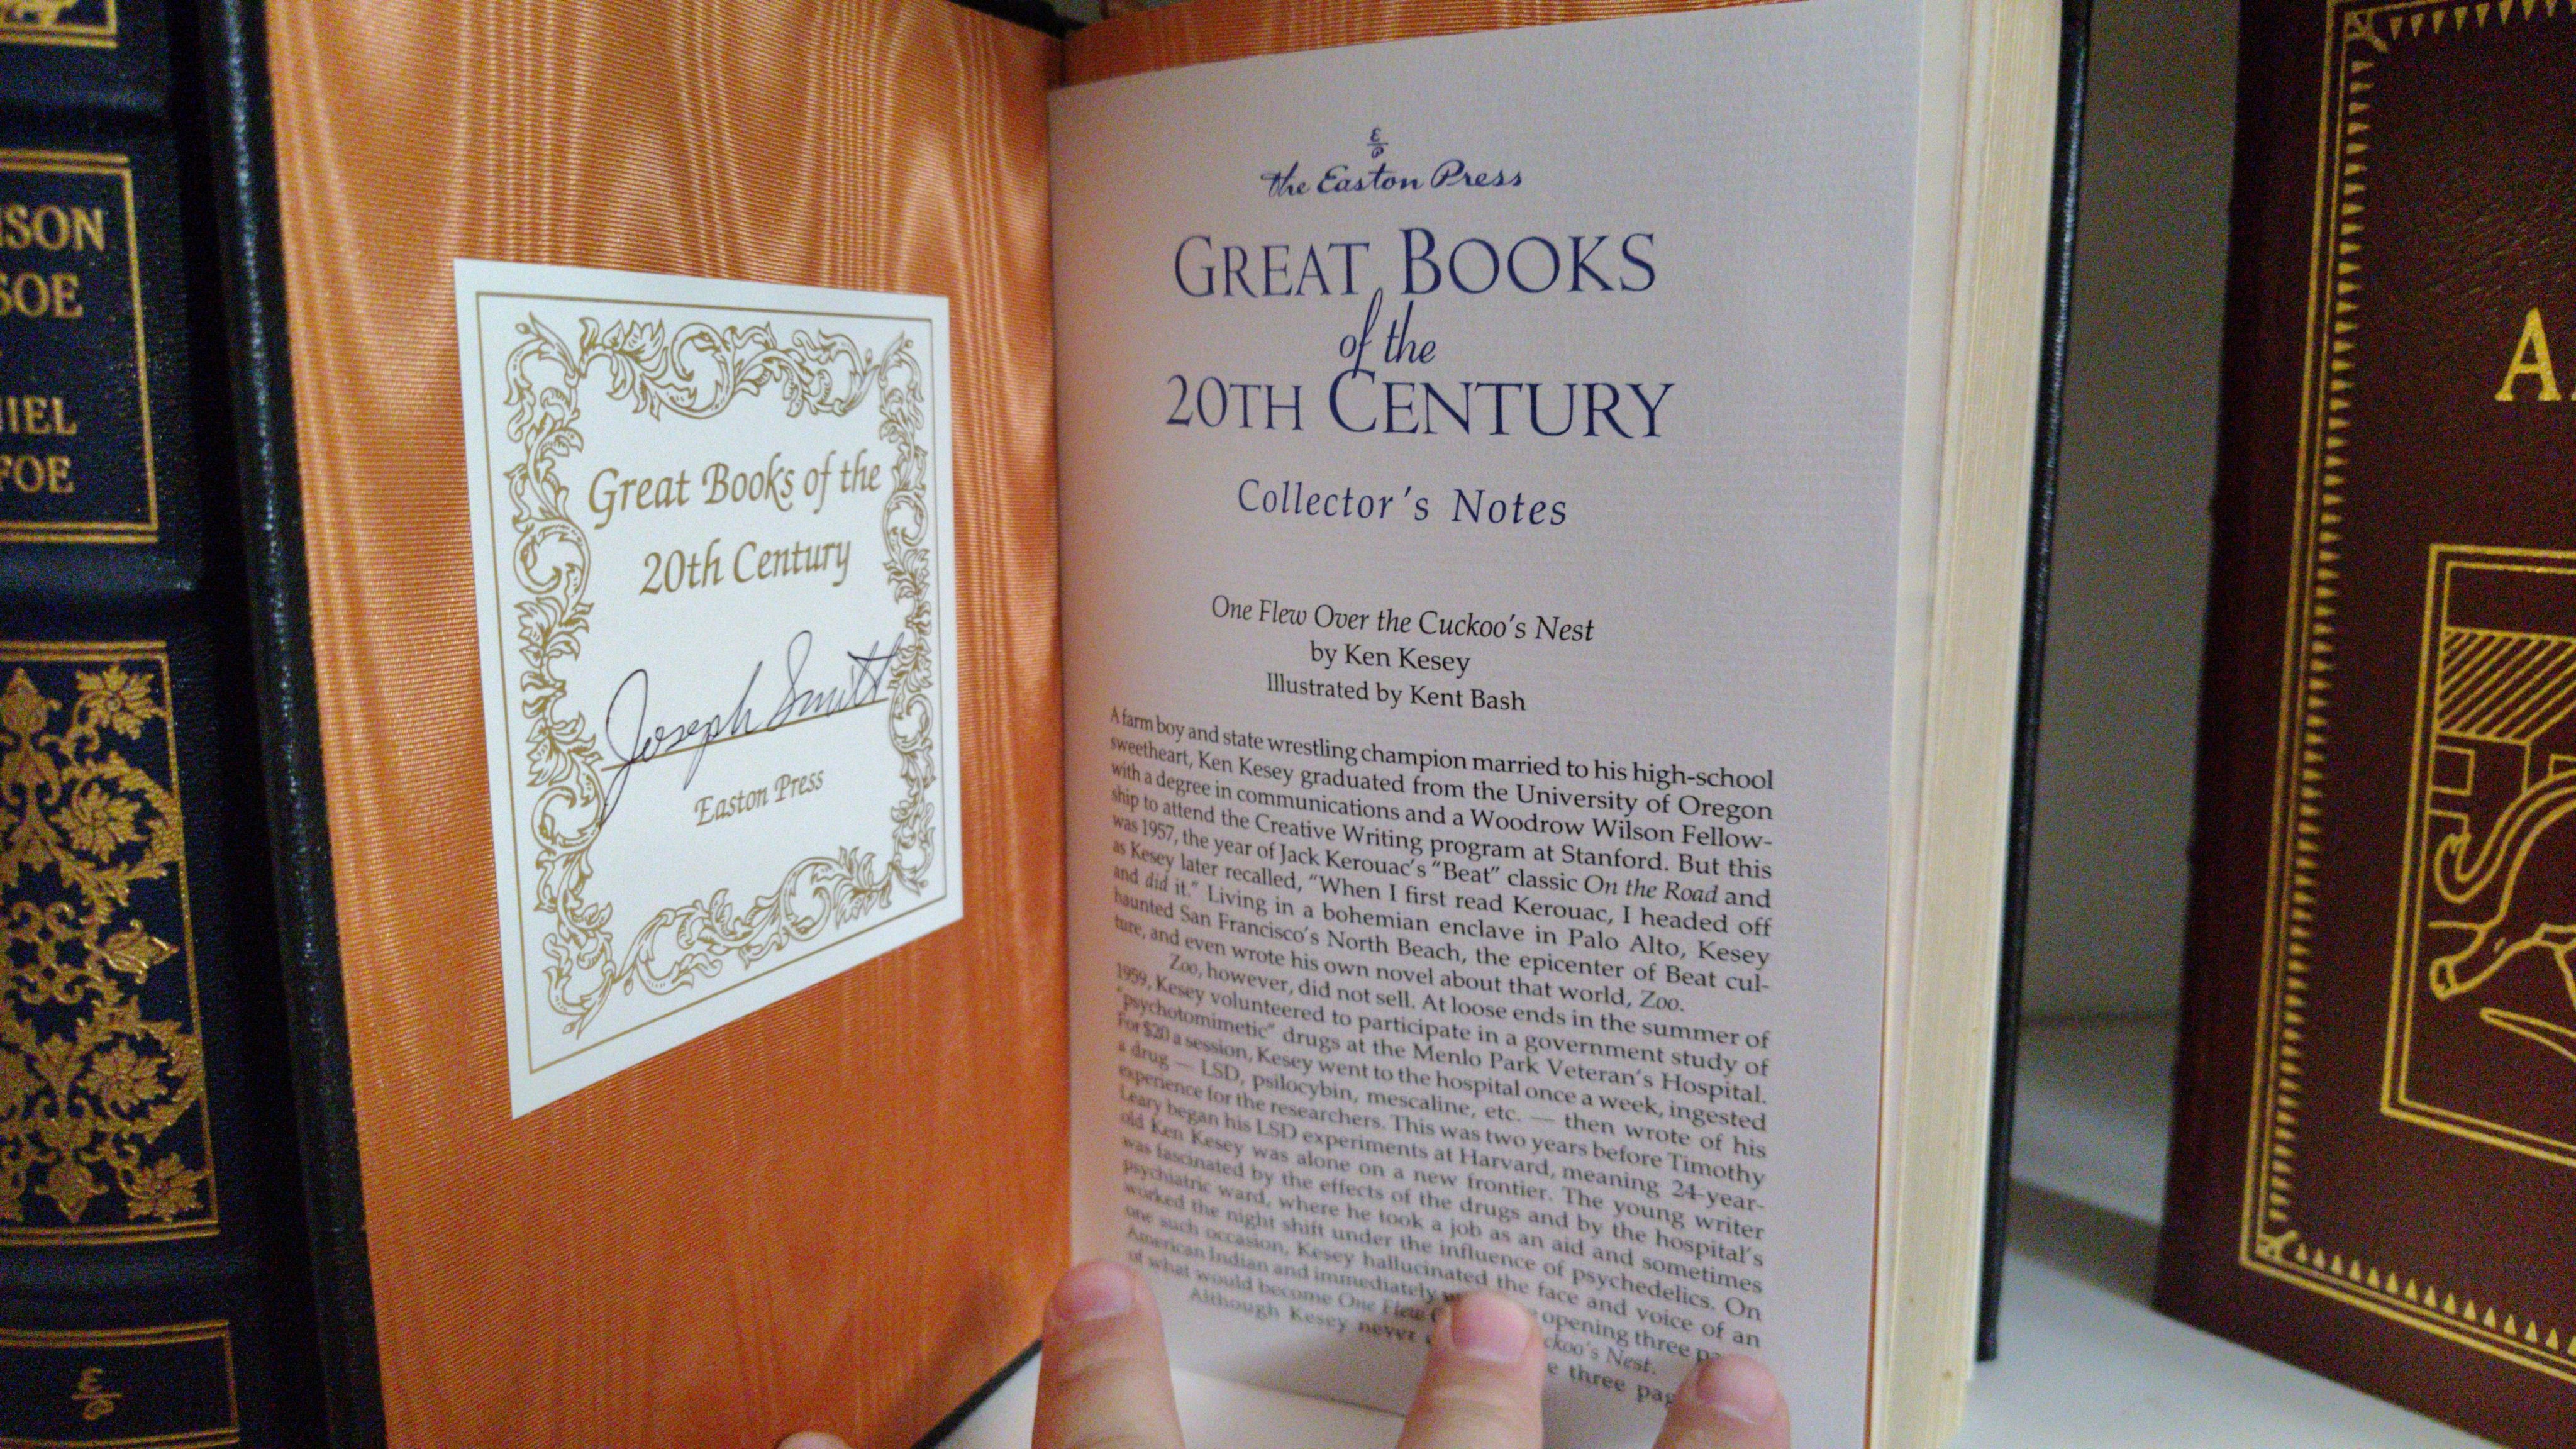 NSON
SOE
NIEL
FOE
Great Books of the
20th Century
Joseph Smith
Easton Press
the Easton Press
GREAT BOOKS
of the
20TH CENTURY
Collector's Notes
One Flew Over the Cuckoo's Nest
by Ken Kesey
Illustrated by Kent Bash
A farm boy and state wrestling champion married to his high-school
sweetheart, Ken Kesey graduated from the University of Oregon
with a degree in communications and a Woodrow Wilson Fellow-
ship to attend the Creative Writing program at Stanford. But this
was 1957, the year of Jack Kerouac's "Beat" classic On the Road and
as Kesey later recalled, "When I first read Kerouac, I headed off
and did it." Living in a bohemian enclave in Palo Alto, Kesey
haunted San Francisco's North Beach, the epicenter of Beat cul-
ture, and even wrote his own novel about that world, Zoo.
Zoo, however, did not sell. At loose ends in the summer of
1959, Kesey volunteered to participate in a government study of
"psychotomimetic" drugs at the Menlo Park Veteran's Hospital.
For $20 a session, Kesey went to the hospital once a week, ingested
a drug — LSD, psilocybin, mescaline, etc. — then wrote of his
experience for the researchers. This was two years before Timothy
Leary began his LSD experiments at Harvard, meaning 24-year-
old Ken Kesey was alone on a new frontier. The young writer
was fascinated by the effects of the drugs and by the hospital's
psychiatric ward, where he took a job as an aid and sometimes
worked the night shift under the influence of psychedelics. On
one such occasion, Kesey hallucinated the face and voice of an
American Indian and immediately opening three
of what would become One Flew ckoo's Nest.
Although Kesey never three pag
A.